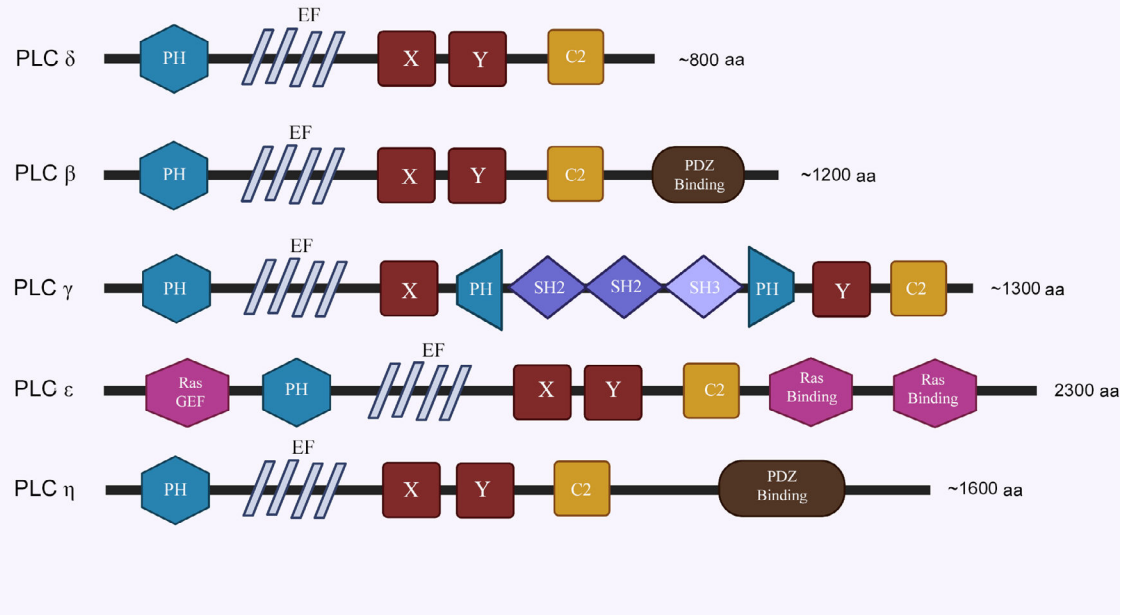 EF
PLC δ PH X Y C2 ~800 aa
EF
PLC β PH X Y C2 PDZ Binding ~1200 aa
EF
PLC γ PH X PH SH2 SH2 SH3 PH Y C2 ~1300 aa
EF
PLC ε Ras GEF PH X Y C2 Ras Binding Ras Binding 2300 aa
EF
PLC η PH X Y C2 PDZ Binding ~1600 aa